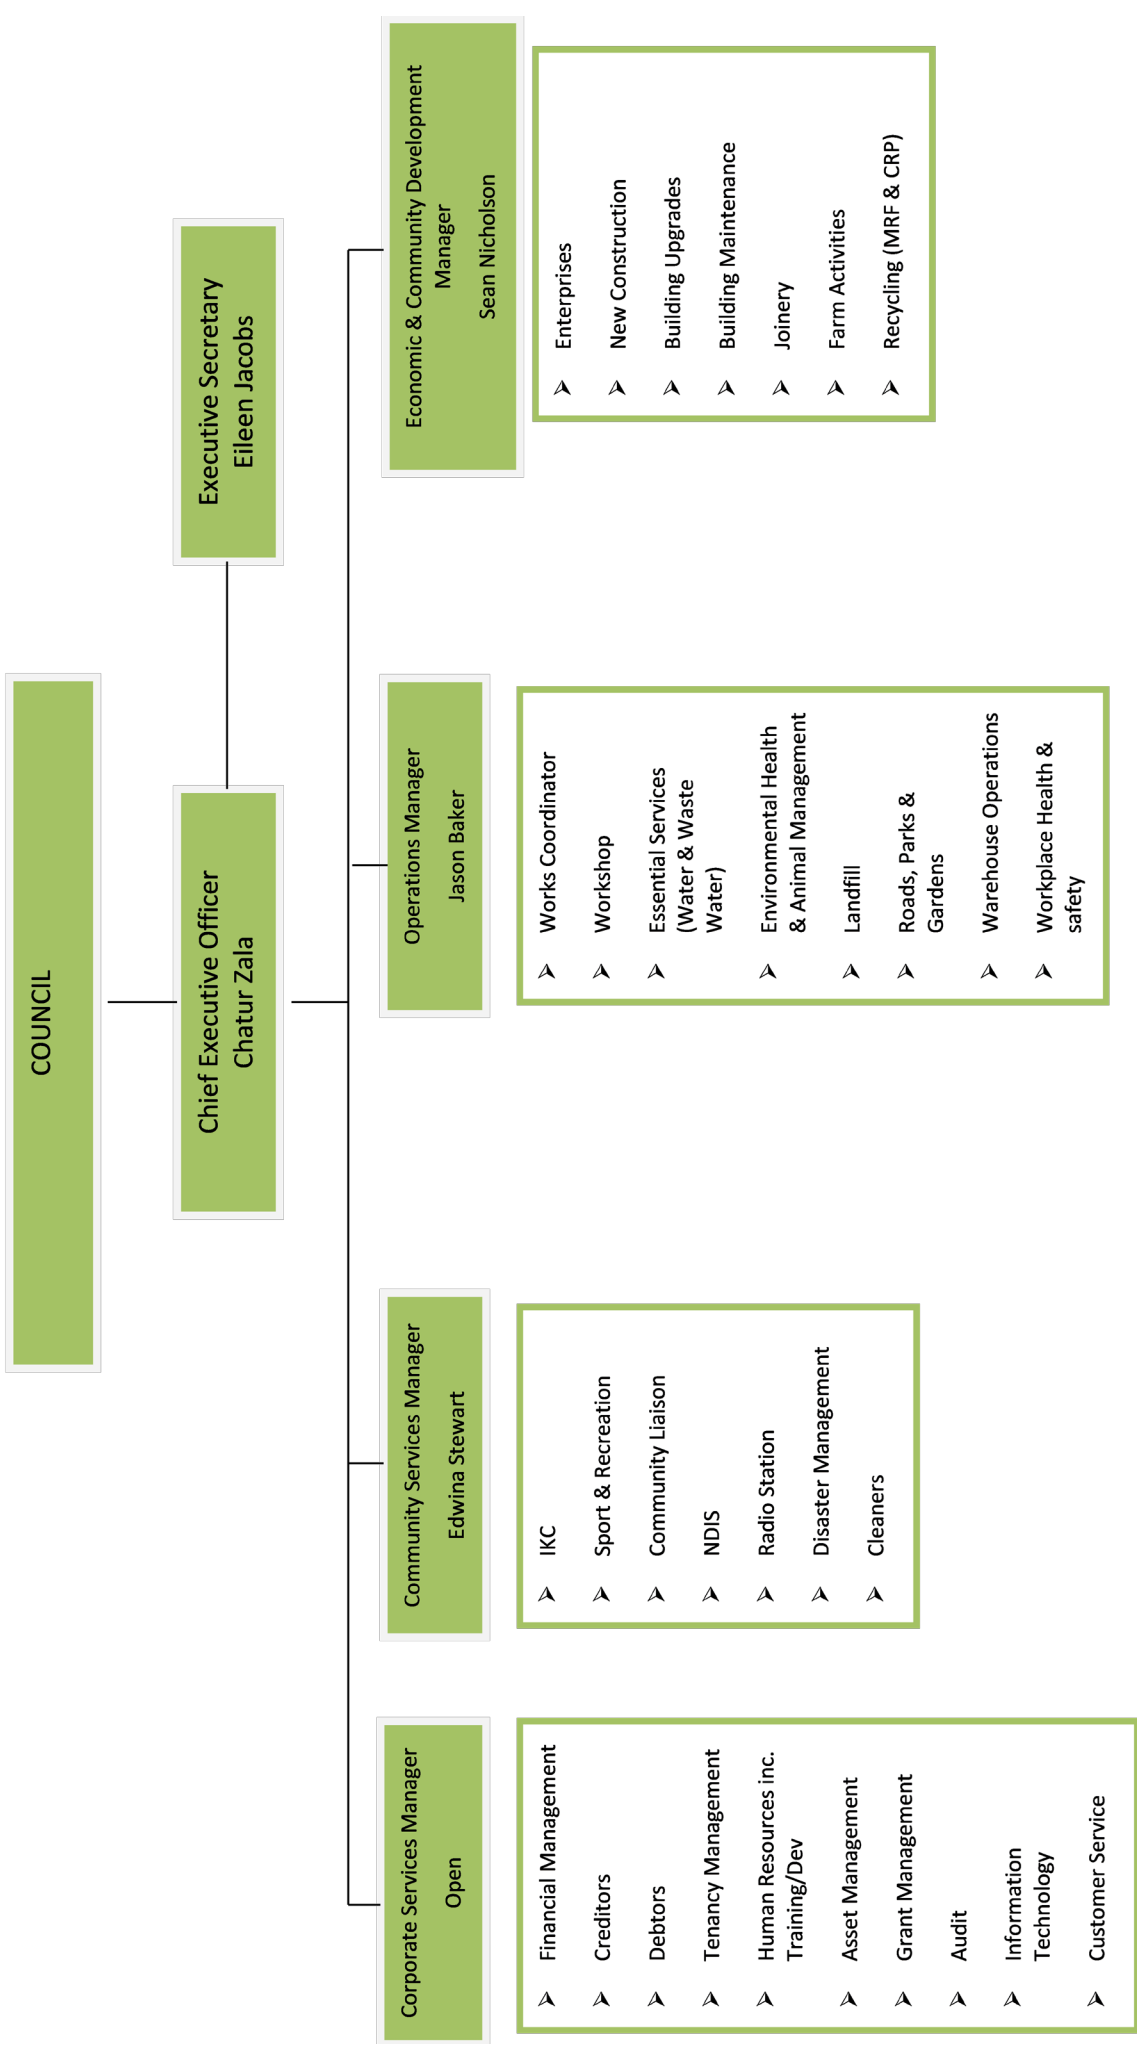 COUNCIL
Chief Executive Officer
Chatur Zala
Executive Secretary
Eileen Jacobs
Corporate Services Manager
Open
Financial Management
Creditors
Debtors
Tenancy Management
Human Resources inc.
Training/Dev
Asset Management
Grant Management
Audit
Information
Technology
Customer Service
Community Services Manager
Edwina Stewart
IKC
Sport & Recreation
Community Liaison
NDIS
Radio Station
Disaster Management
Cleaners
Operations Manager
Jason Baker
Works Coordinator
Workshop
Essential Services
(Water & Waste
Water)
Environmental Health
& Animal Management
Landfill
Roads, Parks &
Gardens
Warehouse Operations
Workplace Health &
safety
Economic & Community Development
Manager
Sean Nicholson
Enterprises
New Construction
Building Upgrades
Building Maintenance
Joinery
Farm Activities
Recycling (MRF & CRP)